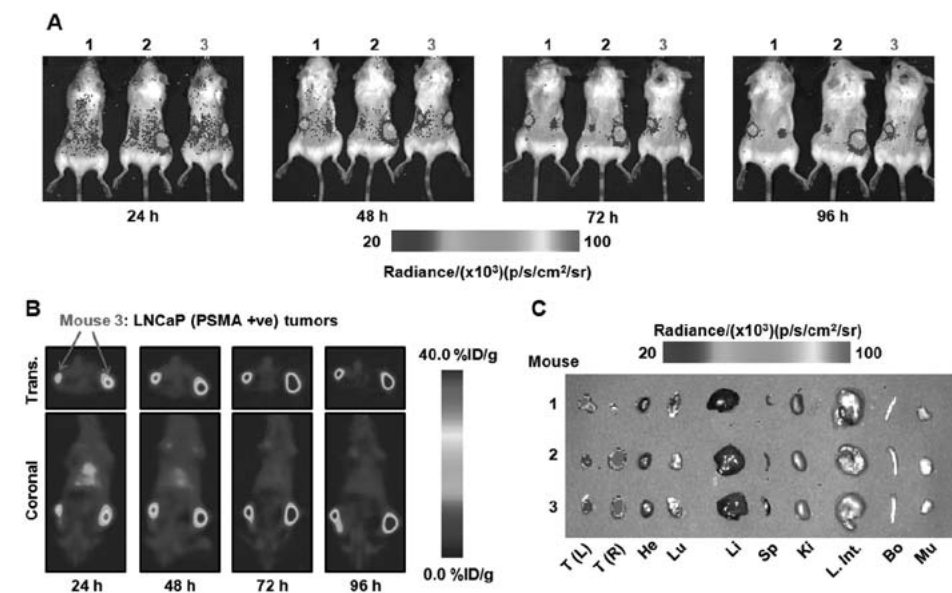 A
1 2 3 1 2 3 1 2 3 1 2 3
24 h 48 h 72 h 96 h
20 100
Radiance/(x10³)(p/s/cm²/sr)
B
Mouse 3: LNCaP (PSMA +ve) tumors
Trans.
Coronal
40.0 %ID/g
0.0 %ID/g
24 h 48 h 72 h 96 h
C
Radiance/(x10³)(p/s/cm²/sr)
20 100
Mouse
1
2
3
T (L) T (R) He Lu Li Sp Ki L. Int. Bo Mu